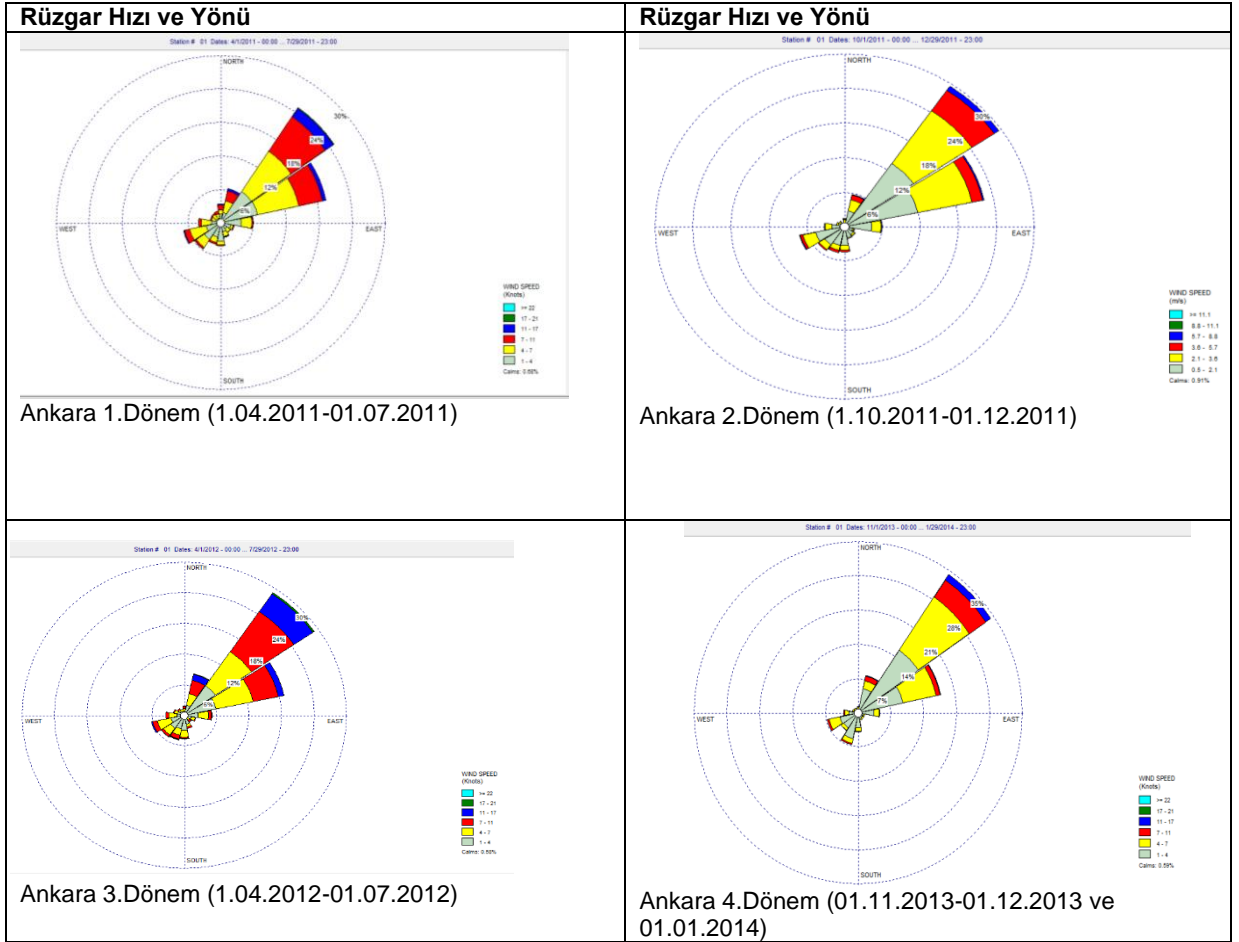 Rüzgar Hızı ve Yönü
Station # 01 Dates: 4/1/2011 - 00:00 ... 7/29/2011 - 23:00
NORTH
30%
24%
18%
12%
6%
WEST
EAST
SOUTH
WIND SPEED
(Knots)
>= 22
17 - 21
11 - 17
7 - 11
4 - 7
1 - 4
Ankara 1.Dönem (1.04.2011-01.07.2011)
Rüzgar Hızı ve Yönü
Station # 01 Dates: 10/1/2011 - 00:00 ... 12/29/2011 - 23:00
NORTH
30%
24%
18%
12%
6%
WEST
EAST
SOUTH
WIND SPEED
(m/s)
>= 11.1
8.8 - 11.1
5.7 - 8.8
3.6 - 5.7
2.1 - 3.6
0.5 - 2.1
Calms: 0.91%
Ankara 2.Dönem (1.10.2011-01.12.2011)
Station # 01 Dates: 4/1/2012 - 00:00 ... 7/29/2012 - 23:00
NORTH
30%
24%
18%
12%
6%
WEST
EAST
SOUTH
WIND SPEED
(Knots)
>= 22
17 - 21
11 - 17
7 - 11
4 - 7
1 - 4
Calms: 0.50%
Ankara 3.Dönem (1.04.2012-01.07.2012)
Station # 01 Dates: 11/1/2013 - 00:00 ... 1/29/2014 - 23:00
NORTH
35%
28%
21%
14%
7%
WEST
EAST
SOUTH
WIND SPEED
(Knots)
>= 22
17 - 21
11 - 17
7 - 11
4 - 7
1 - 4
Calms: 0.59%
Ankara 4.Dönem (01.11.2013-01.12.2013 ve
01.01.2014)